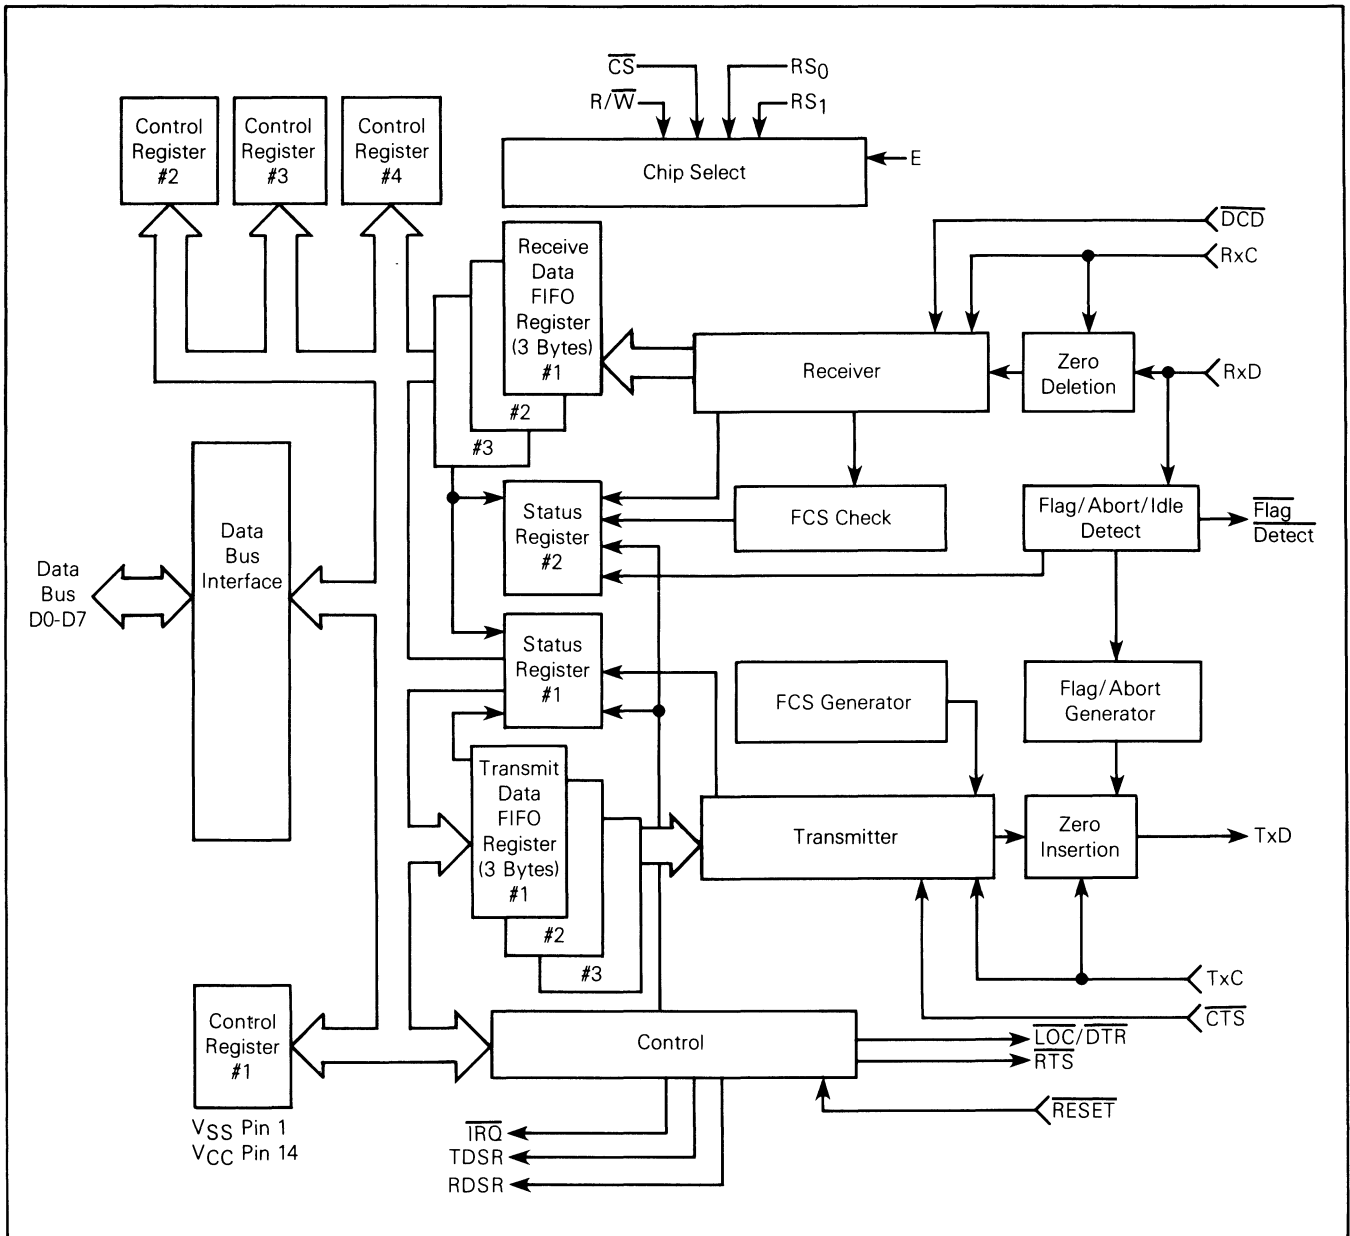 CS
R/W
RS0
RS1
E
Chip Select
Control
Register
#2
Control
Register
#3
Control
Register
#4
Receive
Data
FIFO
Register
(3 Bytes)
#1
#2
#3
DCD
RxC
Receiver
Zero
Deletion
RxD
Status
Register
#2
FCS Check
Flag/Abort/Idle
Detect
Flag
Detect
Data
Bus
Interface
Data
Bus
D0-D7
Status
Register
#1
FCS Generator
Flag/Abort
Generator
Transmit
Data
FIFO
Register
(3 Bytes)
#1
#2
#3
Transmitter
Zero
Insertion
TxD
TxC
CTS
Control
Register
#1
Control
LOC/DTR
RTS
RESET
VSS Pin 1
VCC Pin 14
IRQ
TDSR
RDSR